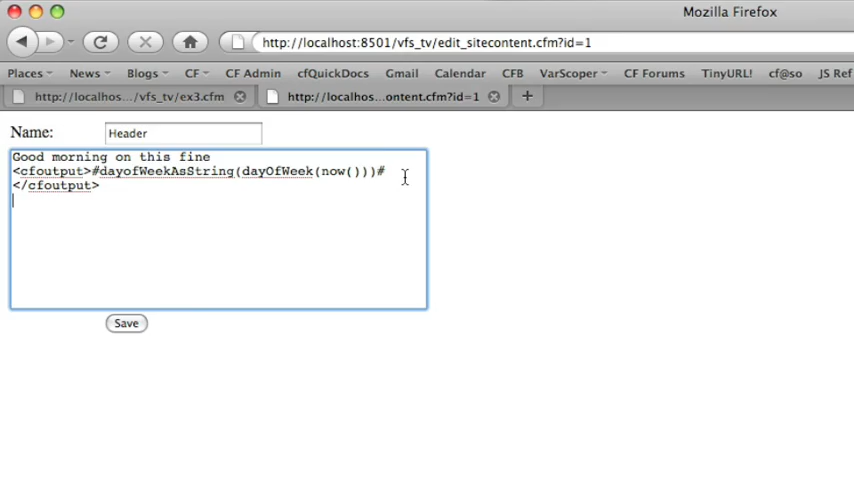 Mozilla Firefox
http://localhost:8501/vfs_tv/edit_sitecontent.cfm?id=1
Places News Blogs CF CF Admin cfQuickDocs Gmail Calendar CFB VarScoper CF Forums TinyURL! cf@so JS Ref
http://localhos.../vfs_tv/ex3.cfm http://localhos...ontent.cfm?id=1
Name: Header
Good morning on this fine
<cfoutput>#dayofWeekAsString(dayOfWeek(now()))#
</cfoutput>
Save